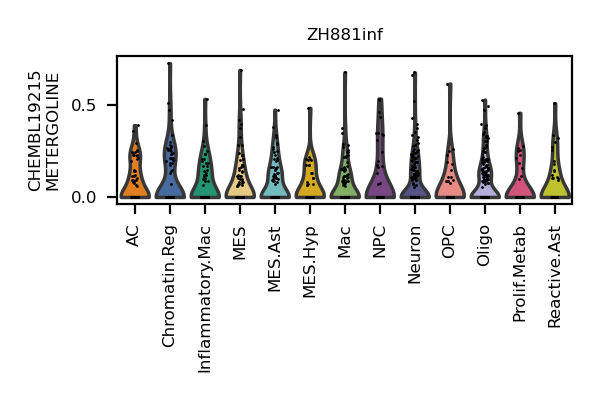 ZH881inf
CHEMBL19215
METERGOLINE
0.5
0.0
AC
Chromatin.Reg
Inflammatory.Mac
MES
MES.Ast
MES.Hyp
Mac
NPC
Neuron
OPC
Oligo
Prolif.Metab
Reactive.Ast